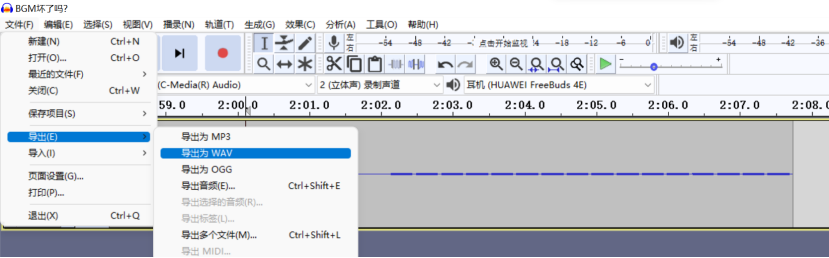 BGM坏了吗?
文件(F) 编辑(E) 选择(S) 视图(V) 播录(N) 轨道(T) 生成(G) 效果(C) 分析(A) 工具(O) 帮助(H)
新建(N) Ctrl+N
打开(O)... Ctrl+O
最近的文件(F)
关闭(C) Ctrl+W
保存项目(S)
导出(E)
导入(I)
页面设置(G)...
打印(P)...
退出(X) Ctrl+Q
导出为 MP3
导出为 WAV
导出为 OGG
导出音频(E)... Ctrl+Shift+E
导出选择的音频(R)...
导出标签(L)...
导出多个文件(M)... Ctrl+Shift+L
导出 MIDI...
左 右 -54 -48 -42 点击开始监视 -18 -12 -6 0
左 右 -54 -48 -42 -36
(C-Media(R) Audio) 2 (立体声) 录制声道 耳机 (HUAWEI FreeBuds 4E)
59.0 2:00.0 2:01.0 2:02.0 2:03.0 2:04.0 2:05.0 2:06.0 2:07.0 2:08.0